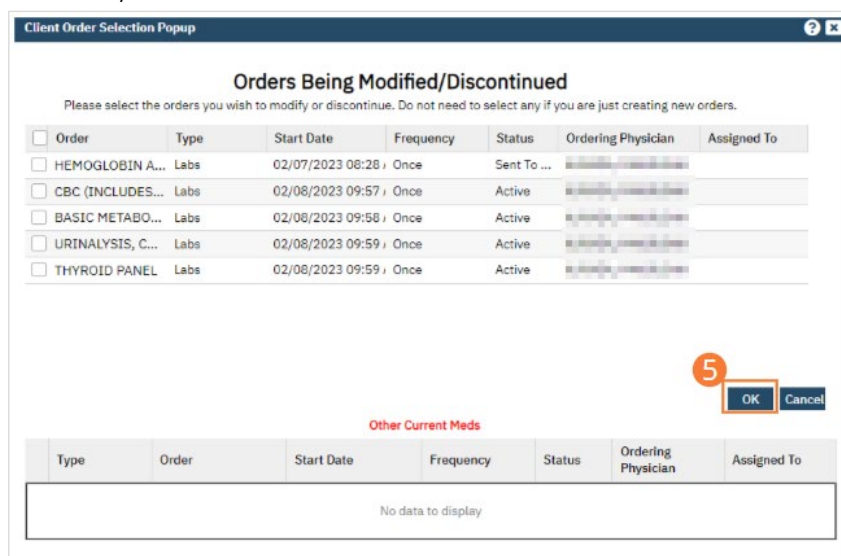 Client Order Selection Popup ?
Orders Being Modified/Discontinued
Please select the orders you wish to modify or discontinue. Do not need to select any if you are just creating new orders.
Order Type Start Date Frequency Status Ordering Physician Assigned To
HEMOGLOBIN A... Labs 02/07/2023 08:28 Once Sent To ...
CBC (INCLUDES... Labs 02/08/2023 09:57 Once Active
BASIC METABO... Labs 02/08/2023 09:58 Once Active
URINALYSIS, C... Labs 02/08/2023 09:59 Once Active
THYROID PANEL Labs 02/08/2023 09:59 Once Active
5
OK Cancel
Other Current Meds
Type Order Start Date Frequency Status Ordering Physician Assigned To
No data to display